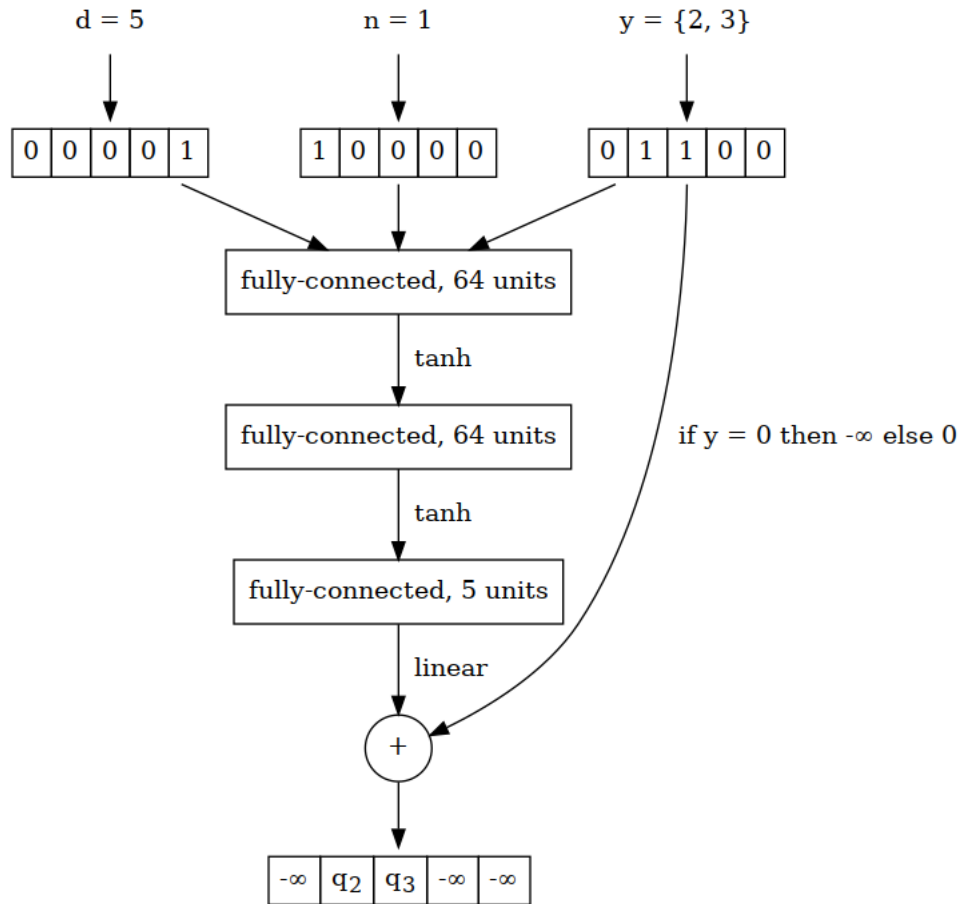 d = 5 n = 1 y = {2, 3}
0 0 0 0 1 1 0 0 0 0 0 1 1 0 0
fully-connected, 64 units
tanh
fully-connected, 64 units
if y = 0 then -∞ else 0
tanh
fully-connected, 5 units
linear
+
-∞ q₂ q₃ -∞ -∞